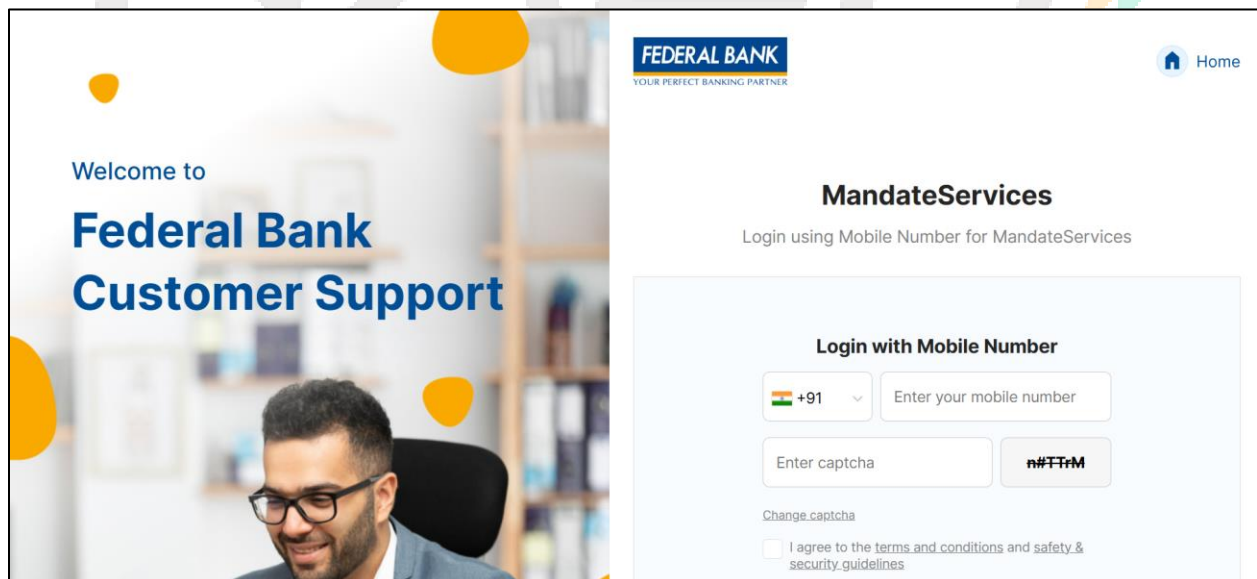 Welcome to
Federal Bank
Customer Support
FEDERAL BANK
YOUR PERFECT BANKING PARTNER
Home
MandateServices
Login using Mobile Number for MandateServices
Login with Mobile Number
+91
Enter your mobile number
Enter captcha
n#TTrM
Change captcha
I agree to the terms and conditions and safety &
security guidelines